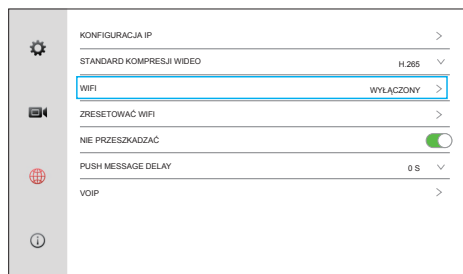 KONFIGURACJA IP
STANDARD KOMPRESJI WIDEO H.265
WIFI WYŁĄCZONY
ZRESETOWAĆ WIFI
NIE PRZESZKADZAĆ
PUSH MESSAGE DELAY 0 S
VOIP